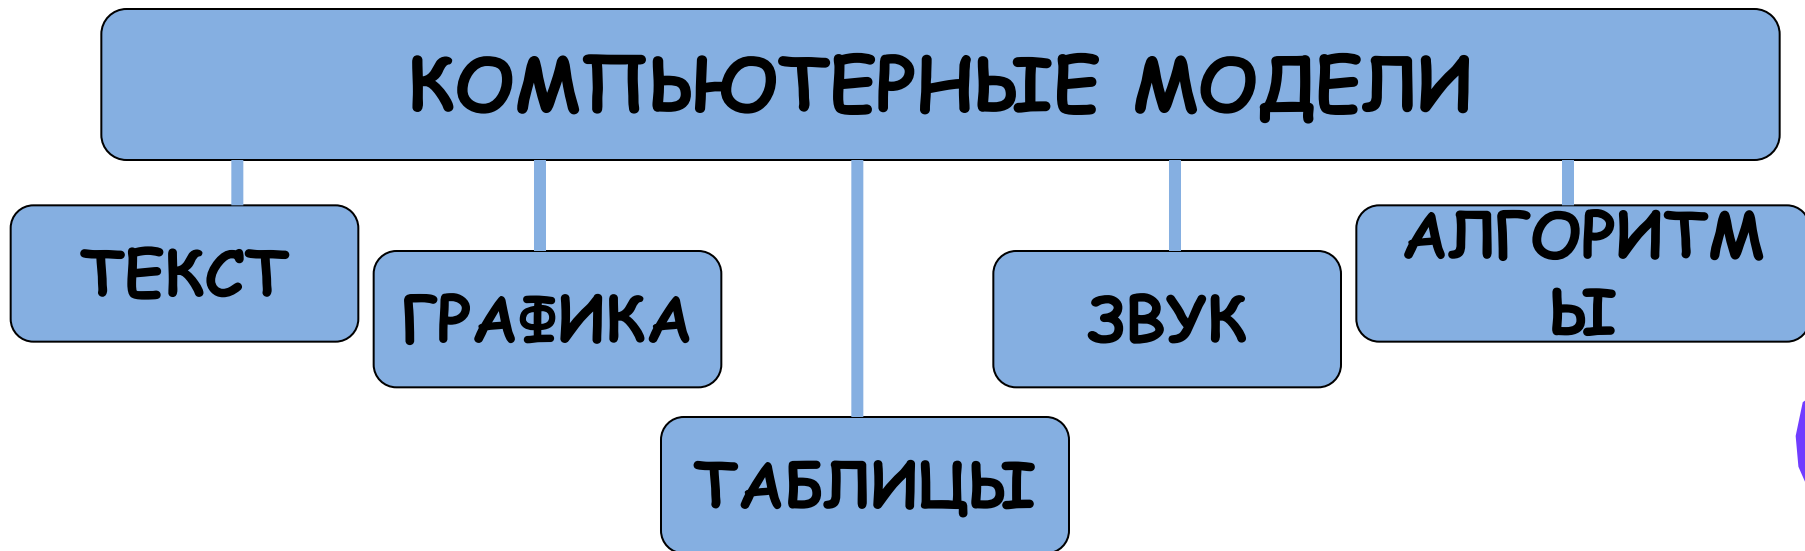 КОМПЬЮТЕРНЫЕ МОДЕЛИ
ТЕКСТ
ГРАФИКА
ТАБЛИЦЫ
ЗВУК
АЛГОРИТМ
Ы